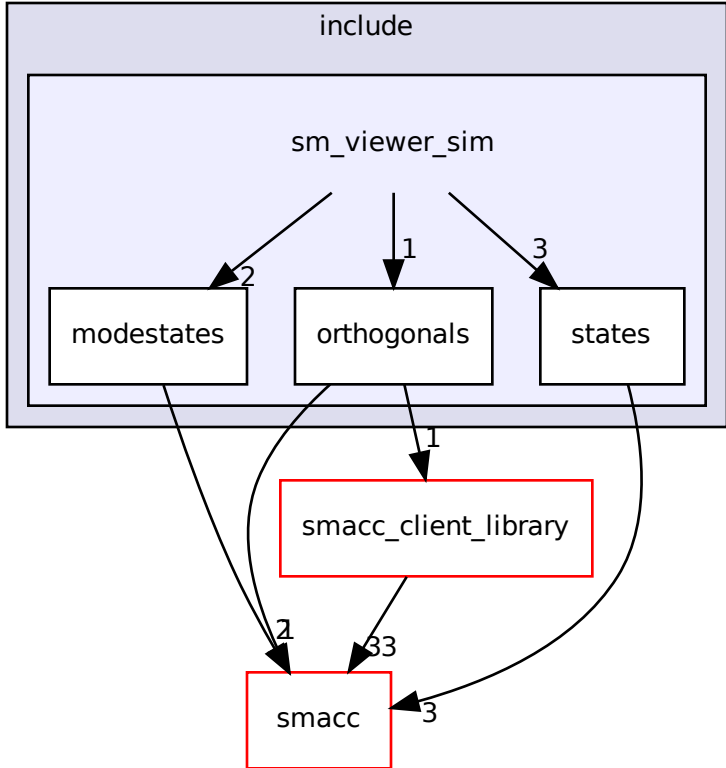 include
sm_viewer_sim
1
3
2
modestates
orthogonals
states
1
smacc_client_library
2
1
33
3
smacc